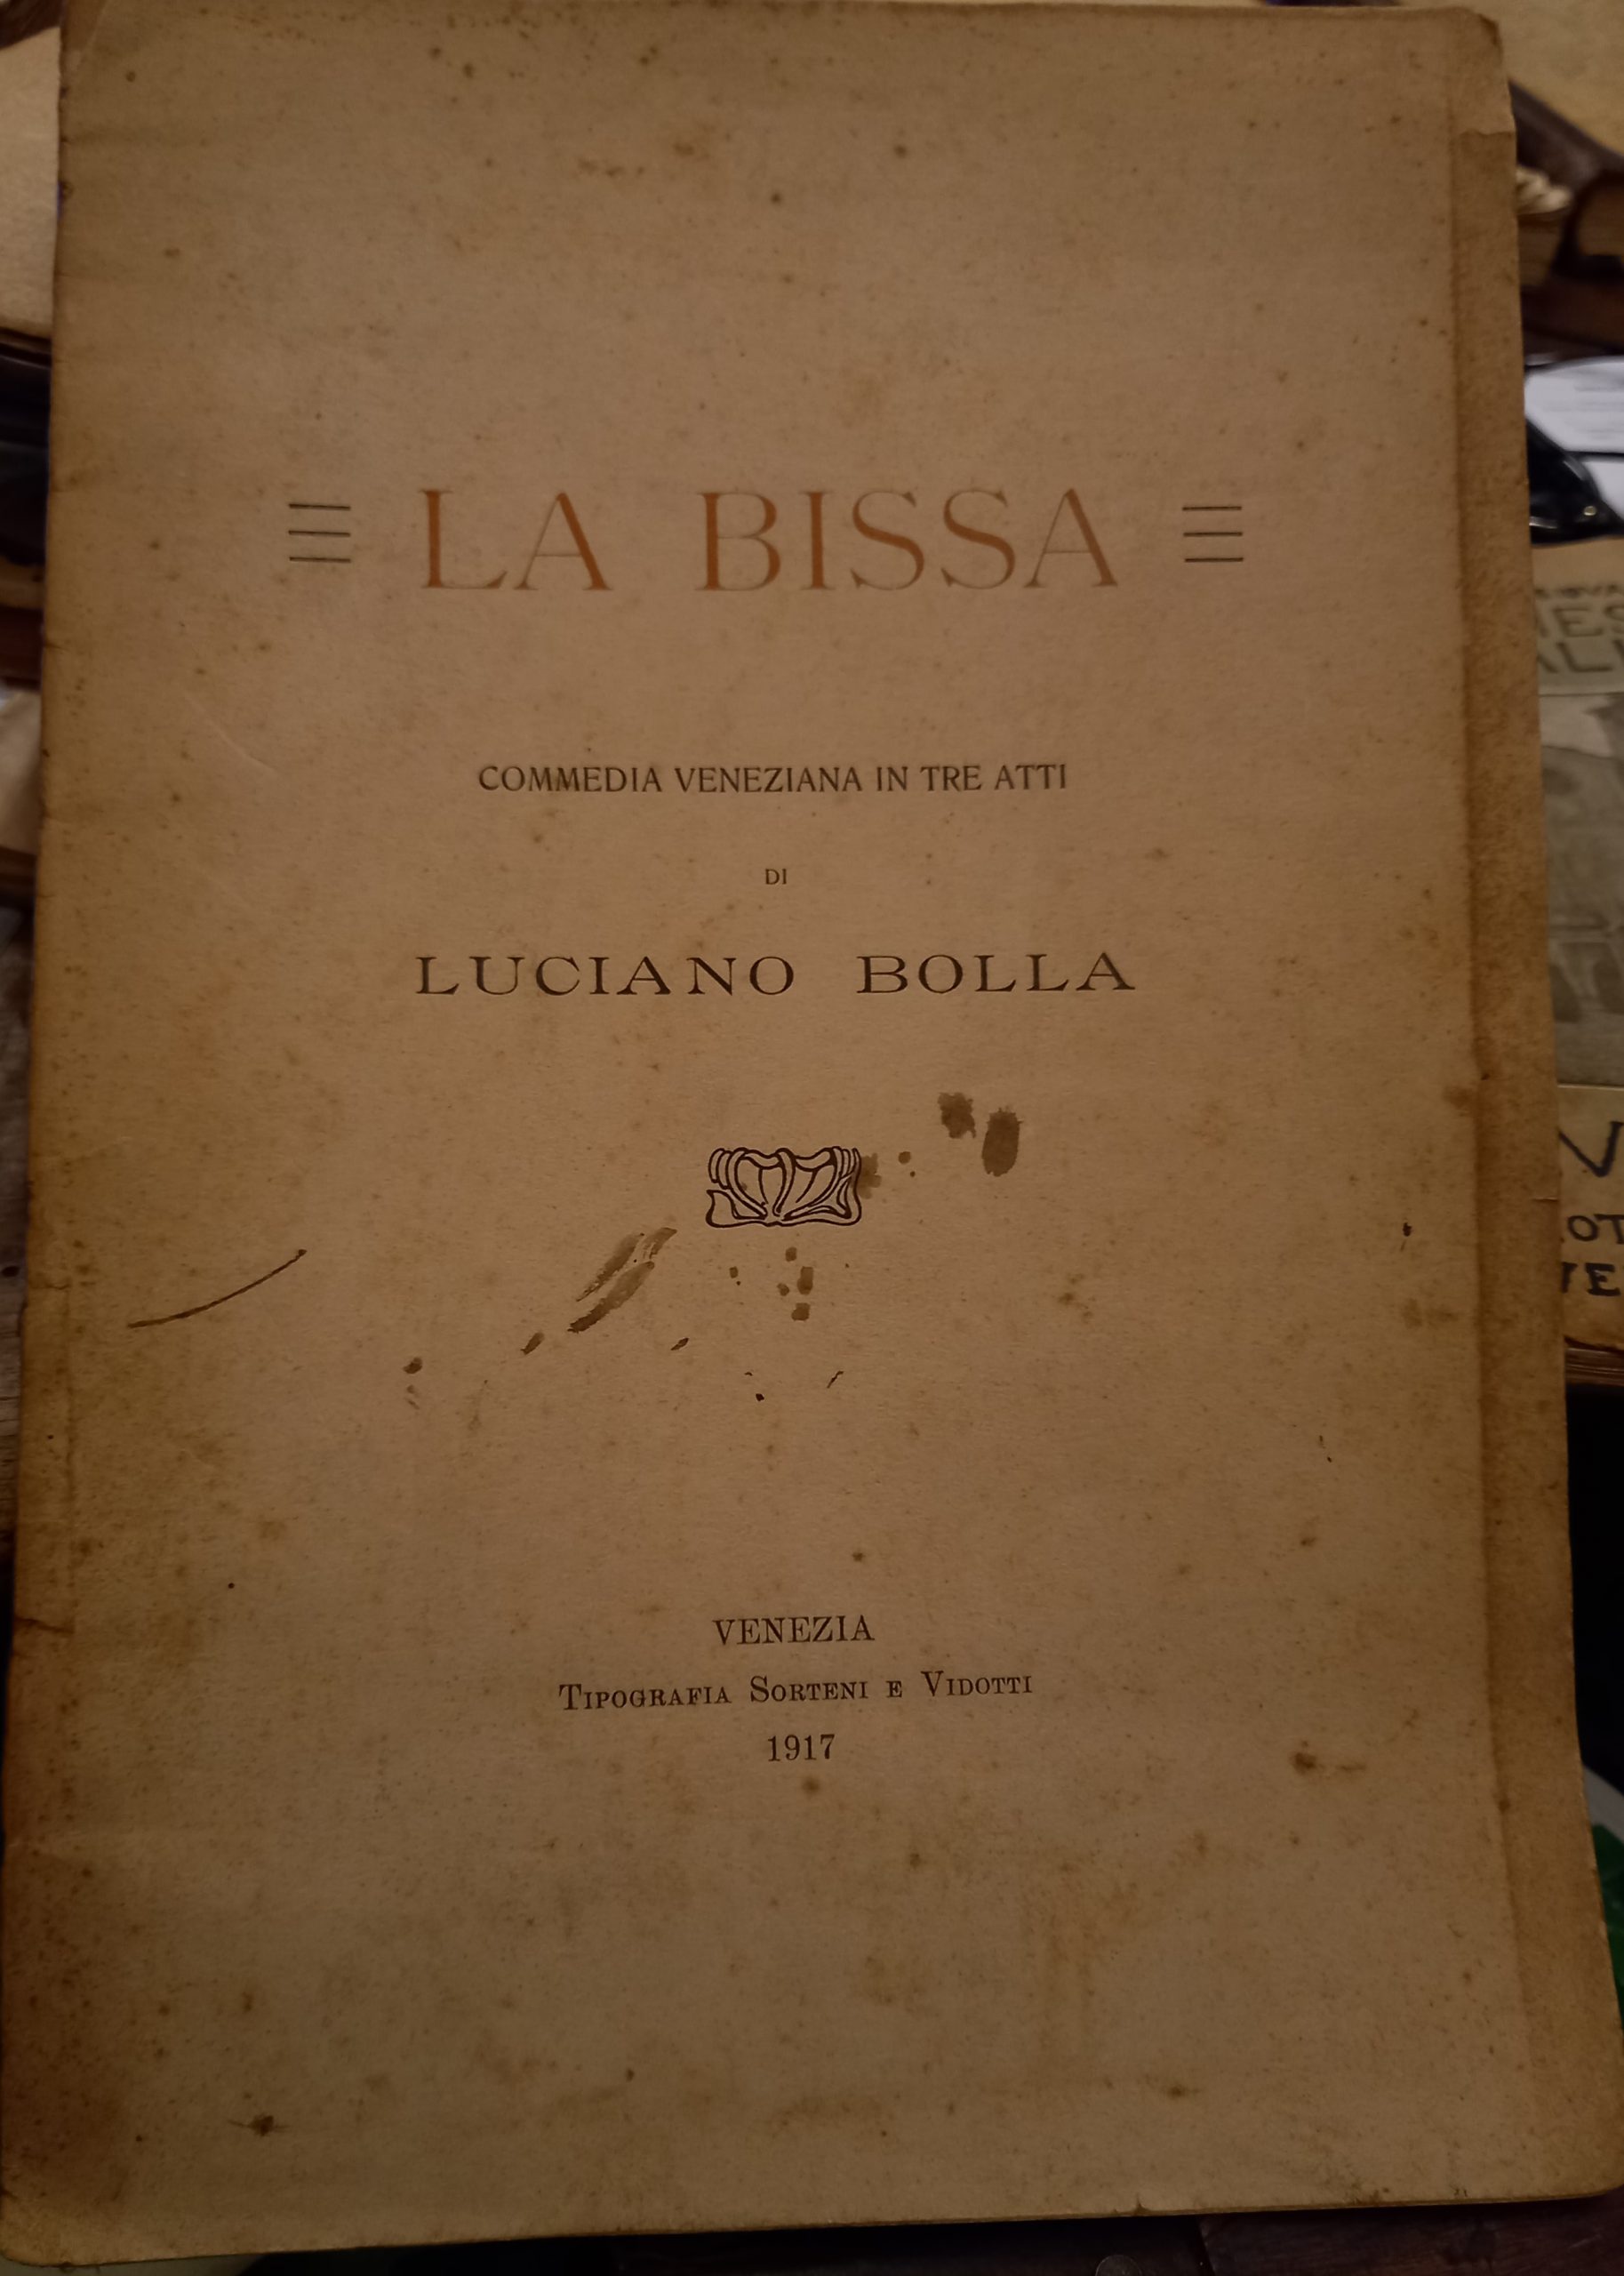 LA BISSA
COMMEDIA VENEZIANA IN TRE ATTI
DI
LUCIANO BOLLA
VENEZIA
TIPOGRAFIA SORTENI E VIDOTTI
1917